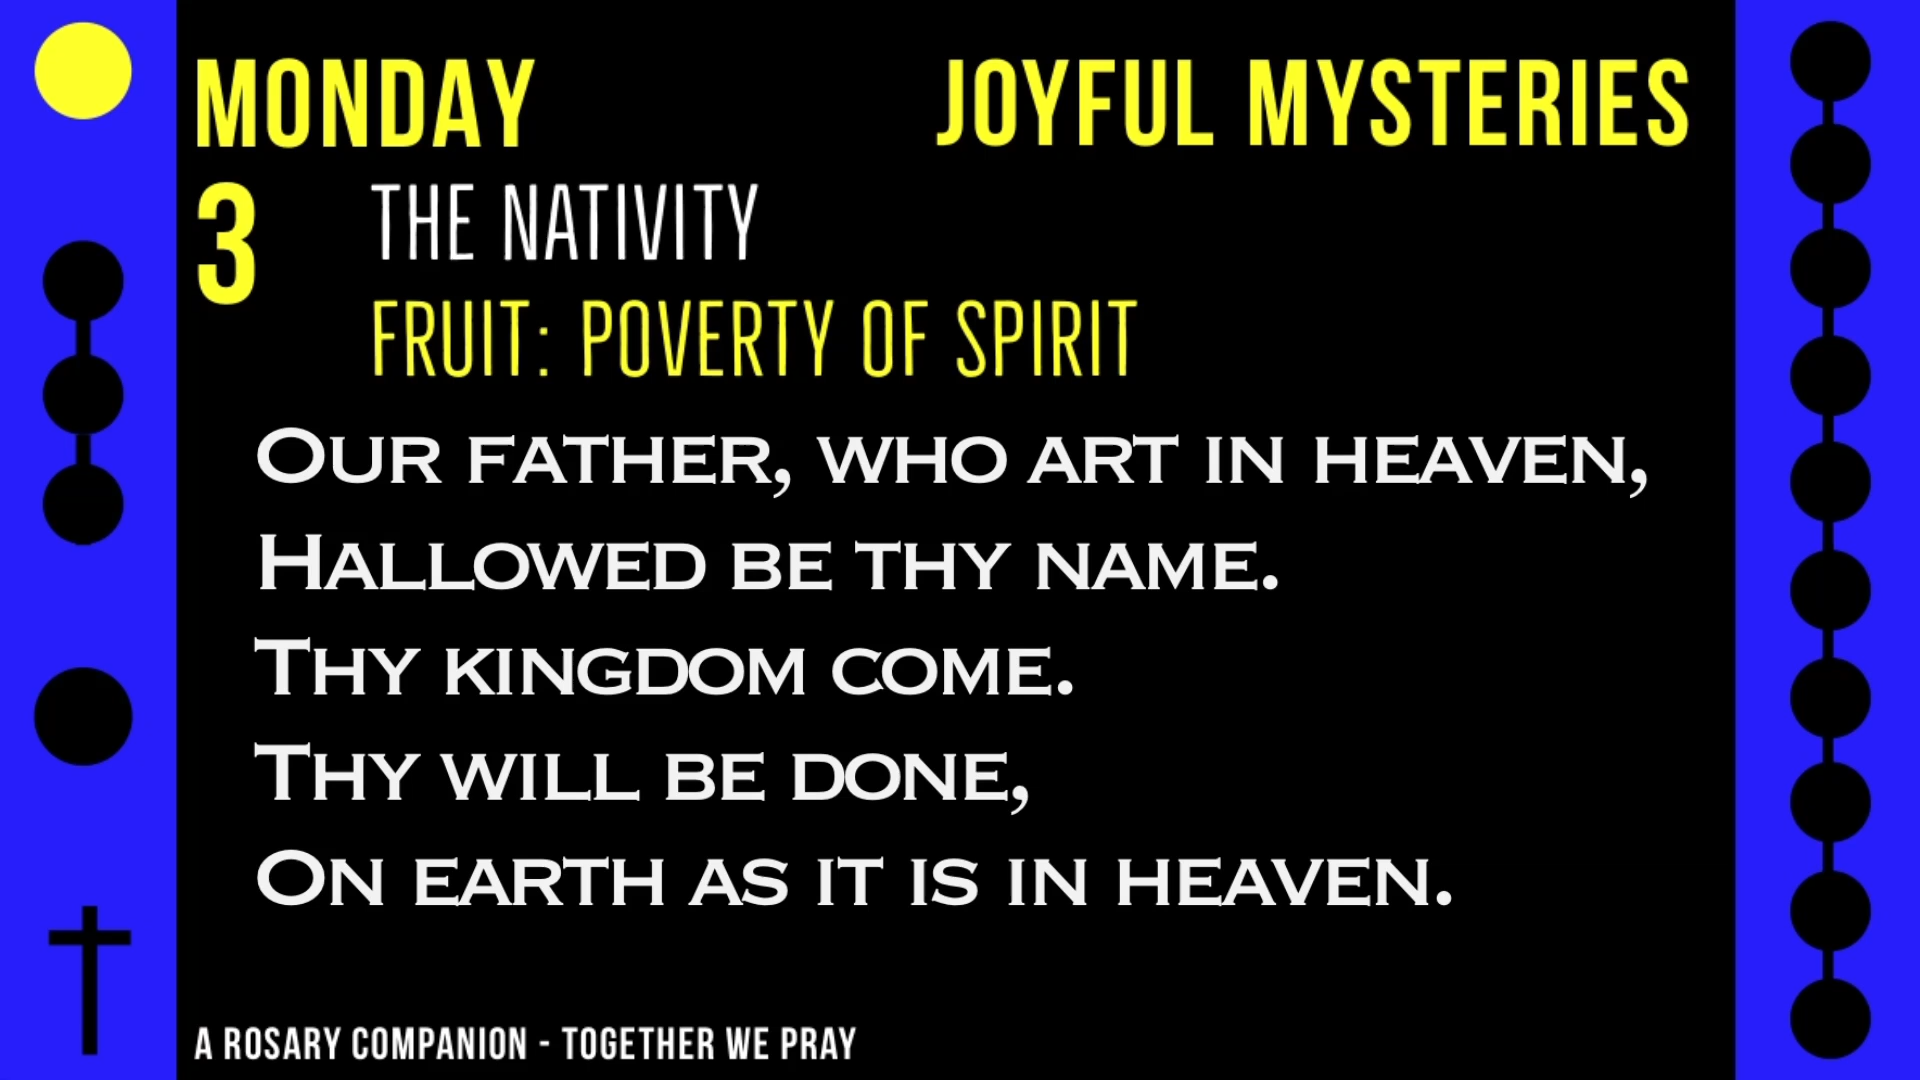 MONDAY JOYFUL MYSTERIES
3 THE NATIVITY
FRUIT: POVERTY OF SPIRIT
OUR FATHER, WHO ART IN HEAVEN,
HALLOWED BE THY NAME.
THY KINGDOM COME.
THY WILL BE DONE,
ON EARTH AS IT IS IN HEAVEN.
A ROSARY COMPANION - TOGETHER WE PRAY